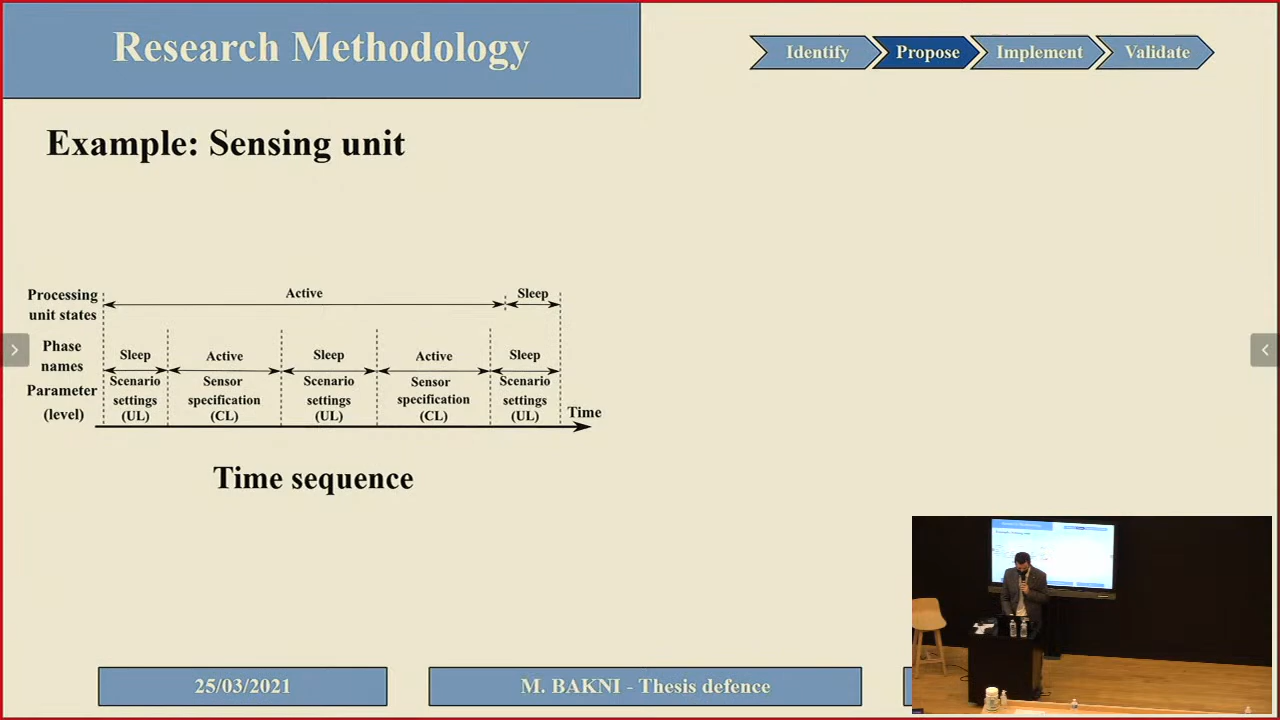 Research Methodology
Identify
Propose
Implement
Validate
Example: Sensing unit
Processing
unit states
Active
Sleep
Phase
names
Sleep
Active
Sleep
Active
Sleep
Parameter
(level)
Scenario
settings
(UL)
Sensor
specification
(CL)
Scenario
settings
(UL)
Sensor
specification
(CL)
Scenario
settings
(UL)
Time
Time sequence
25/03/2021
M. BAKNI - Thesis defence